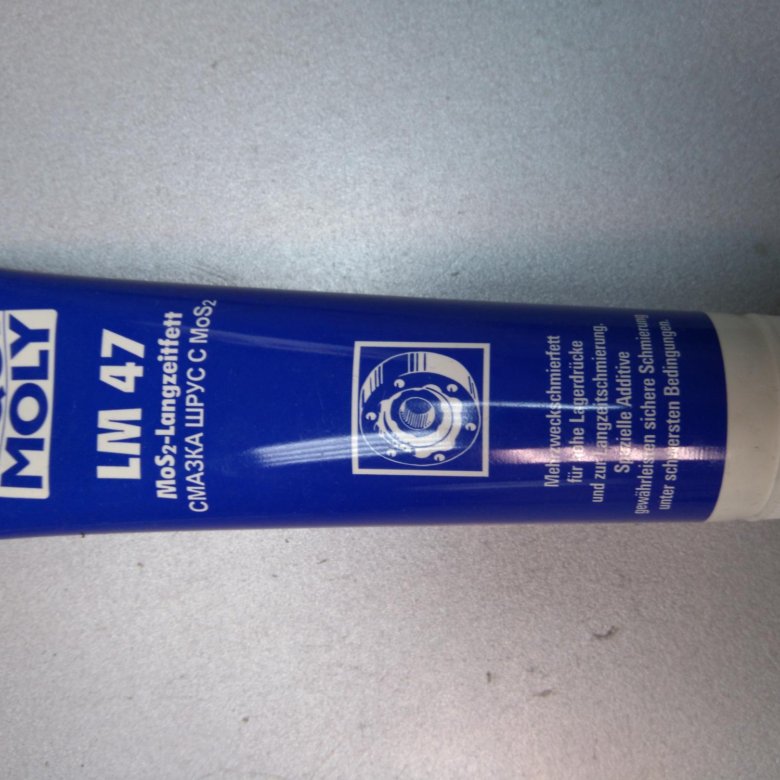 MOLY
LM 47
MoS₂-Langzeitfett
СМАЗКА ШРУС С MoS₂
Mehrzweckschmierfett
für hohe Lagerdrücke
und zur Langzeitschmierung.
Spezielle Additive
gewährleisten sichere Schmierung
unter schwersten Bedingungen.